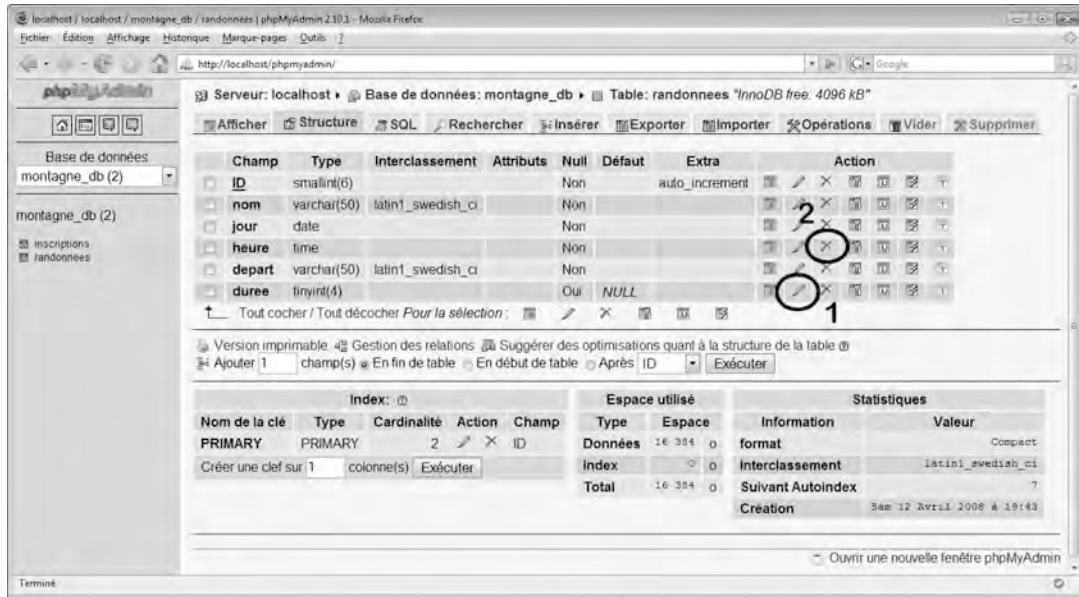 localhost / localhost / montagne_db / randonnees | phpMyAdmin 2.10.1 - Mozilla Firefox
Fichier Édition Affichage Historique Marque-pages Outils ?
http://localhost/phpmyadmin/ Google
phpMyAdmin
Serveur: localhost Base de données: montagne_db Table: randonnees "InnoDB free: 4096 kB"
Afficher Structure SQL Rechercher Insérer Exporter Importer Opérations Vider Supprimer
Base de données
montagne_db (2)
montagne_db (2)
inscriptions
randonnees
Champ Type Interclassement Attributs Null Défaut Extra Action
ID smallint(6) Non auto_increment
nom varchar(50) latin1_swedish_ci Non
2
jour date Non
heure time Non
depart varchar(50) latin1_swedish_ci Non
duree tinyint(4) Oui NULL
1
Tout cocher / Tout décocher Pour la sélection :
Version imprimable Gestion des relations Suggérer des optimisations quant à la structure de la table
Ajouter 1 champ(s) En fin de table En début de table Après ID Exécuter
Index:
Nom de la clé Type Cardinalité Action Champ
PRIMARY PRIMARY 2 ID
Créer une clef sur 1 colonne(s) Exécuter
Espace utilisé
Type Espace
Données 16 384 o
Index 0 o
Total 16 384 o
Statistiques
Information Valeur
format Compact
Interclassement latin1_swedish_ci
Suivant Autoindex 7
Création Sam 12 Avril 2008 à 19:43
Ouvrir une nouvelle fenêtre phpMyAdmin
Terminé